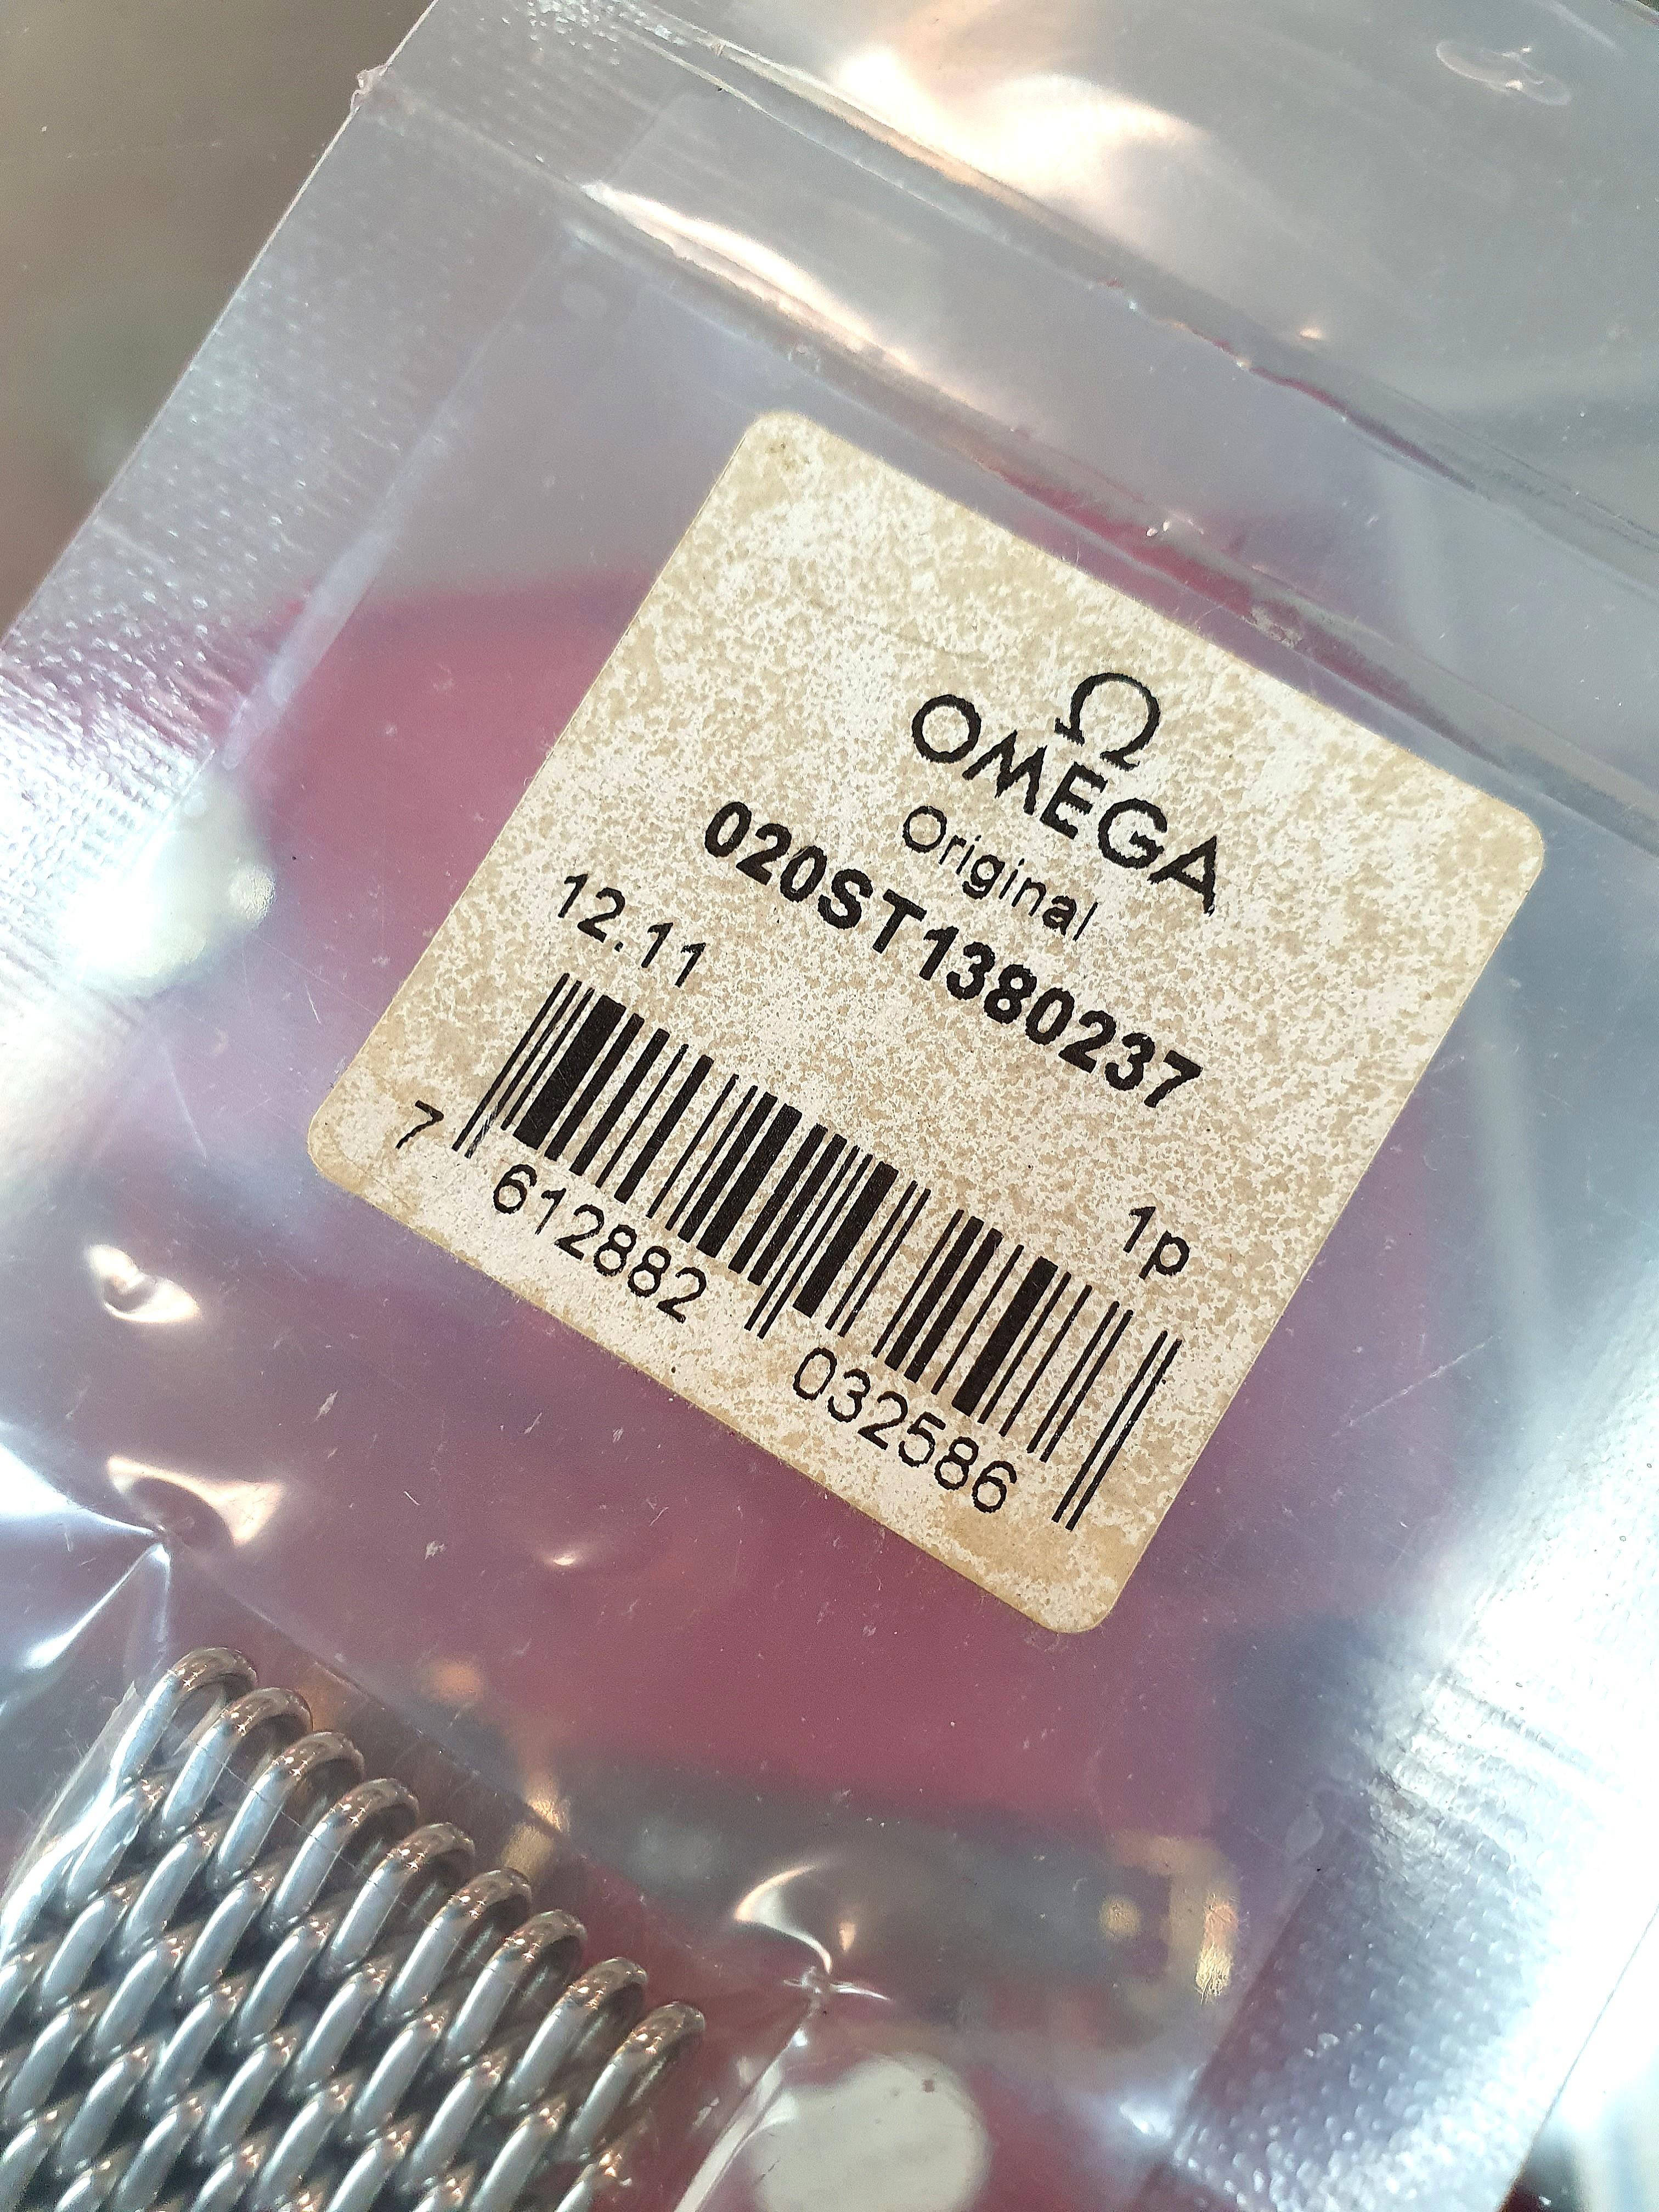 Ω
OMEGA
Original
020ST1380237
12.11
1p
7 612882 032586